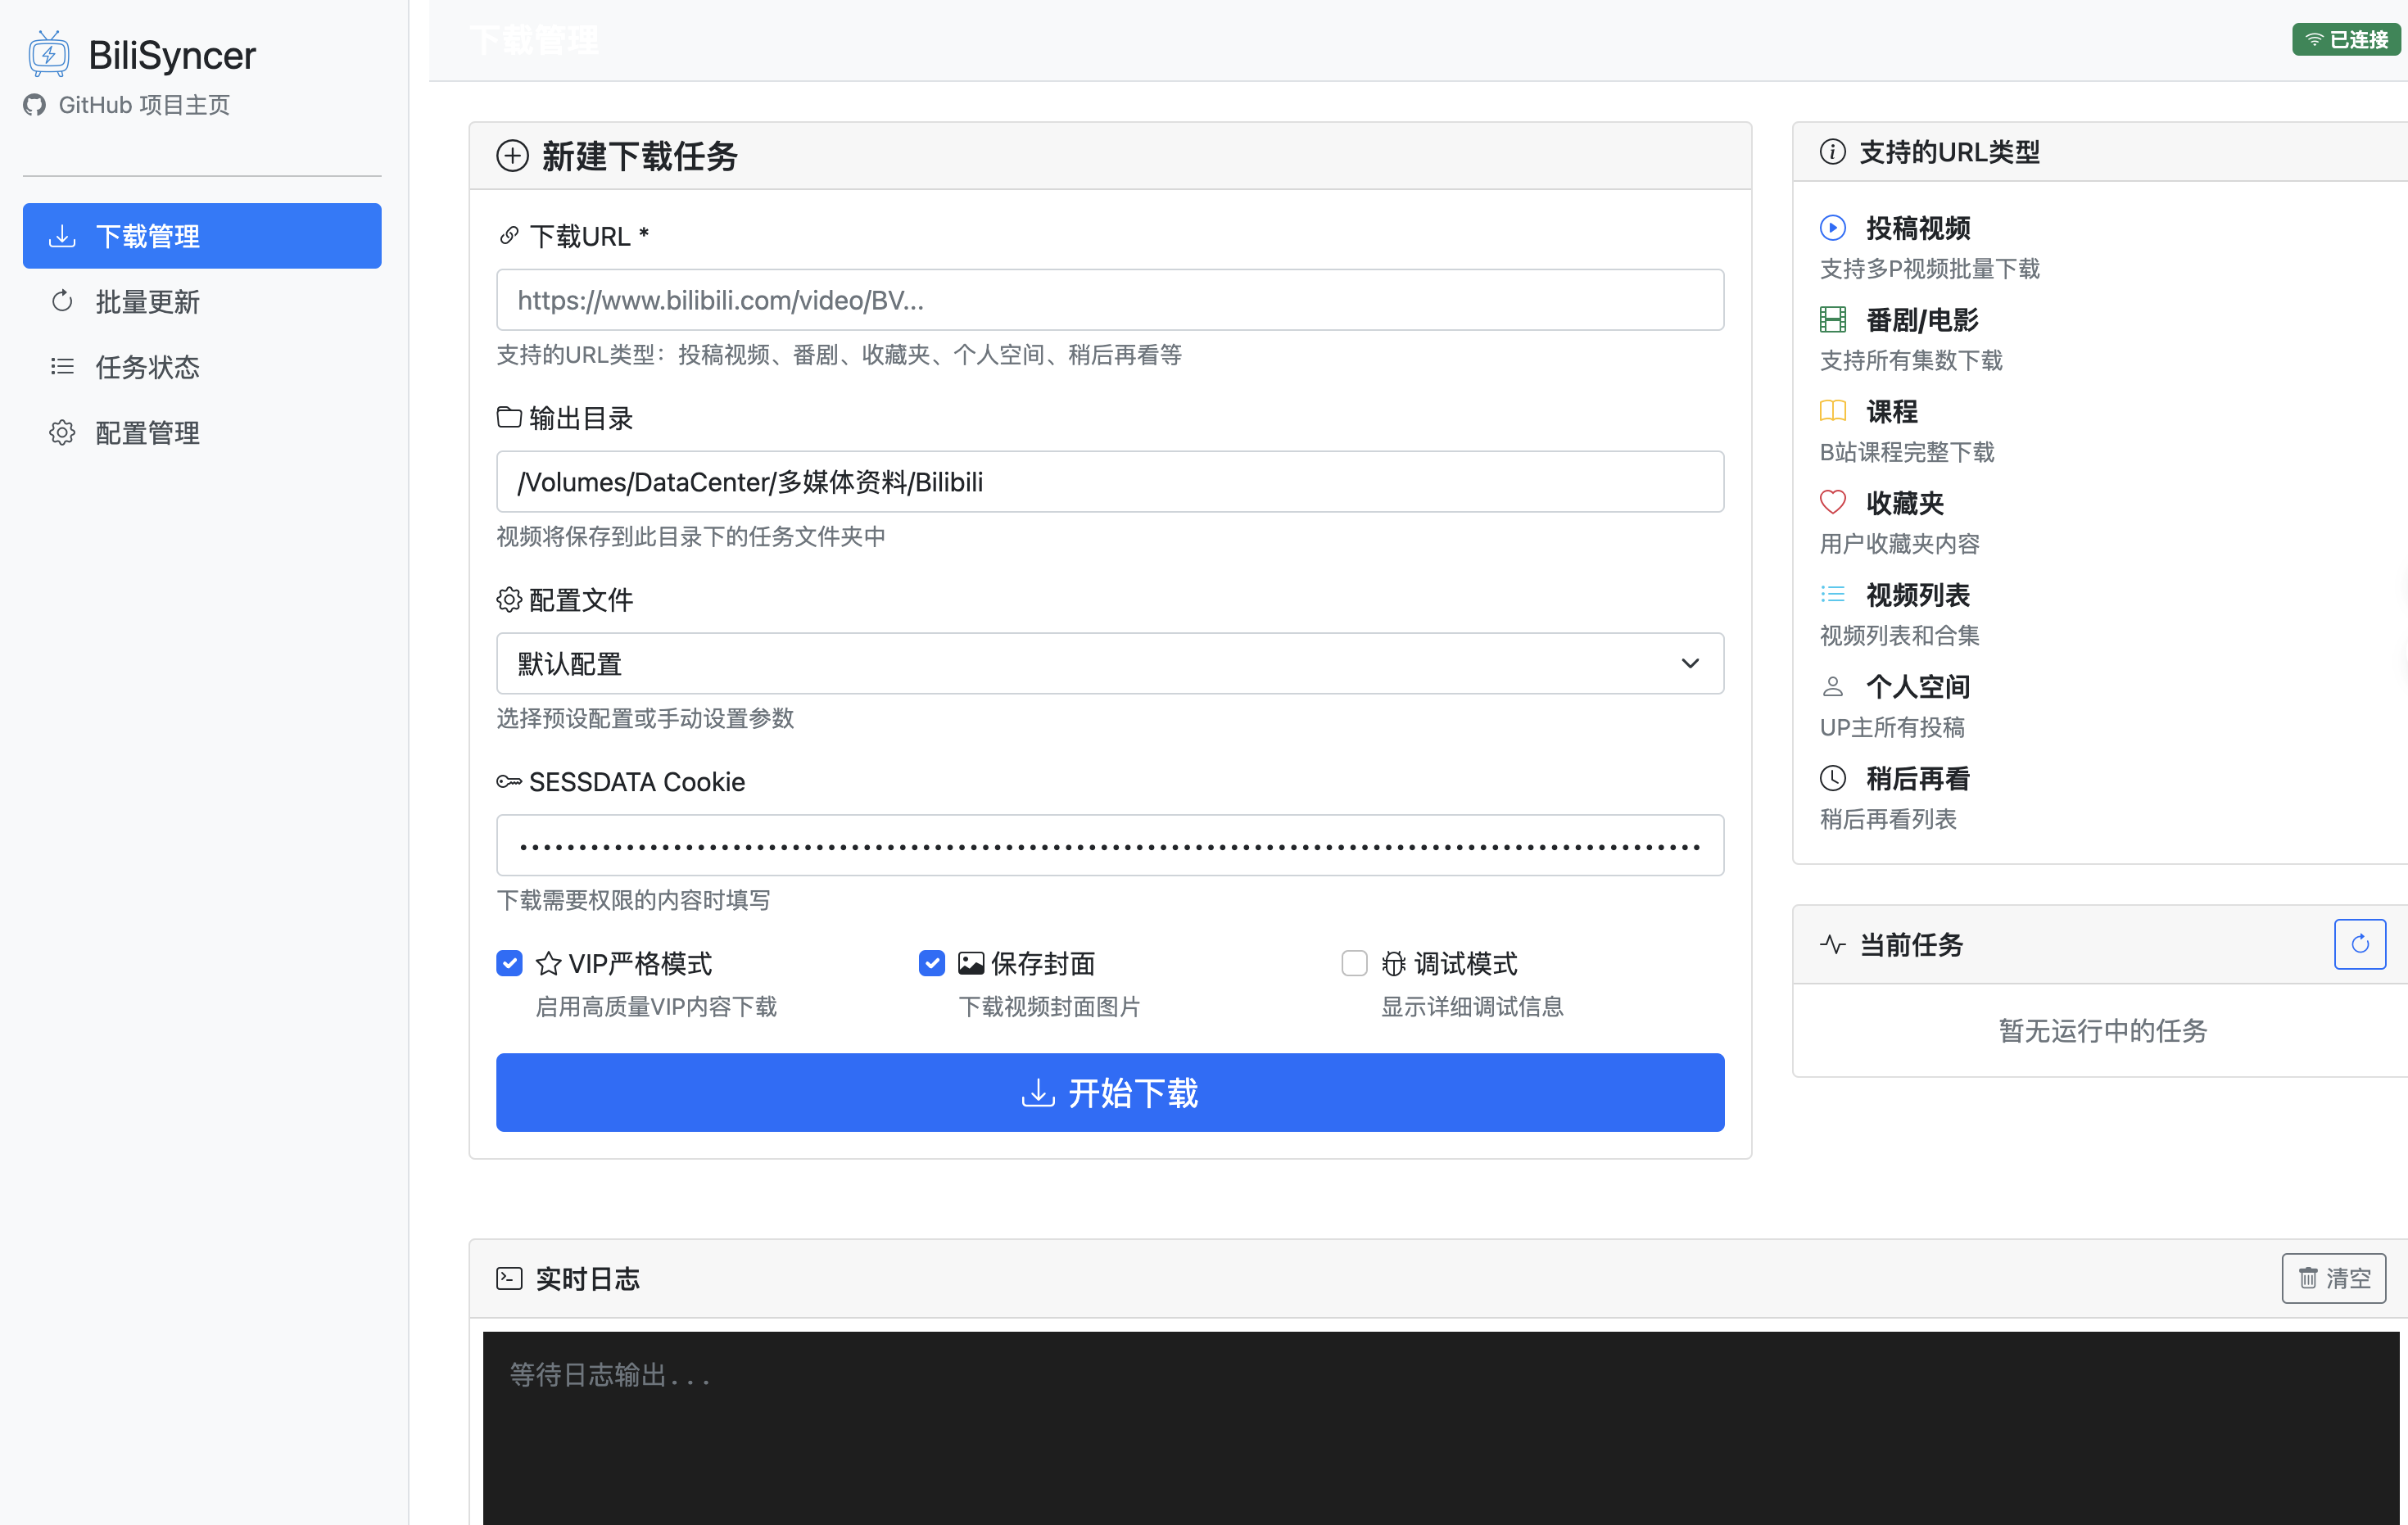 BiliSyncer
GitHub 项目主页
下载管理
批量更新
任务状态
配置管理
下载管理
已连接
新建下载任务
下载URL *
https://www.bilibili.com/video/BV...
支持的URL类型：投稿视频、番剧、收藏夹、个人空间、稍后再看等
输出目录
/Volumes/DataCenter/多媒体资料/Bilibili
视频将保存到此目录下的任务文件夹中
配置文件
默认配置
选择预设配置或手动设置参数
SESSDATA Cookie
下载需要权限的内容时填写
VIP严格模式
启用高质量VIP内容下载
保存封面
下载视频封面图片
调试模式
显示详细调试信息
开始下载
支持的URL类型
投稿视频
支持多P视频批量下载
番剧/电影
支持所有集数下载
课程
B站课程完整下载
收藏夹
用户收藏夹内容
视频列表
视频列表和合集
个人空间
UP主所有投稿
稍后再看
稍后再看列表
当前任务
暂无运行中的任务
实时日志
清空
等待日志输出...